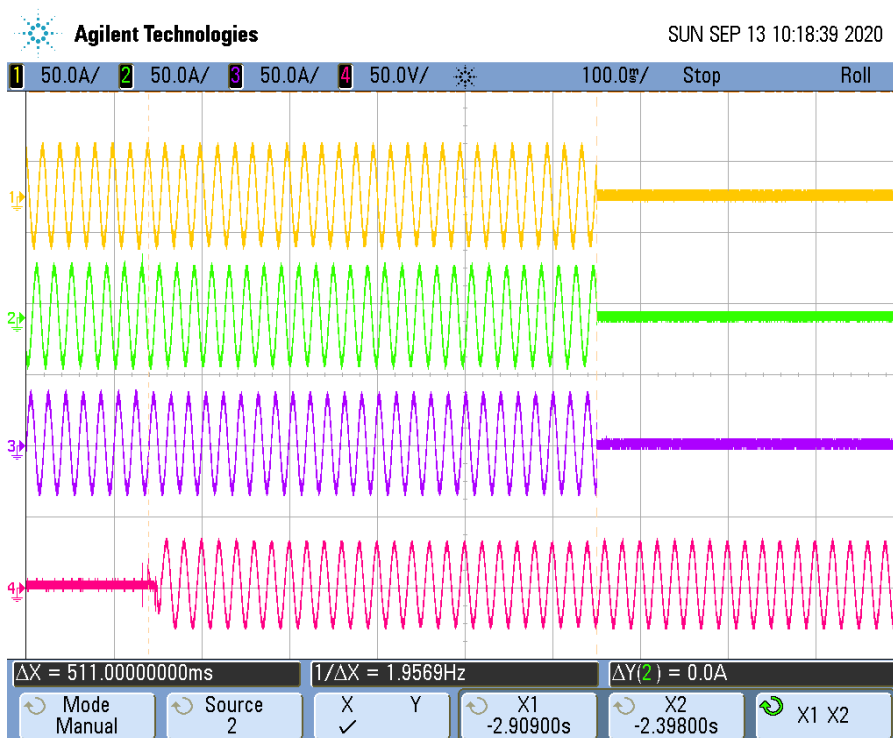 Agilent Technologies SUN SEP 13 10:18:39 2020
1 50.0A/ 2 50.0A/ 3 50.0A/ 4 50.0V/ 100.0ms/ Stop Roll
1
2
3
4
ΔX = 511.00000000ms 1/ΔX = 1.9569Hz ΔY(2) = 0.0A
Mode Source X Y X1 X2 X1 X2
Manual 2 ✓ -2.90900s -2.39800s